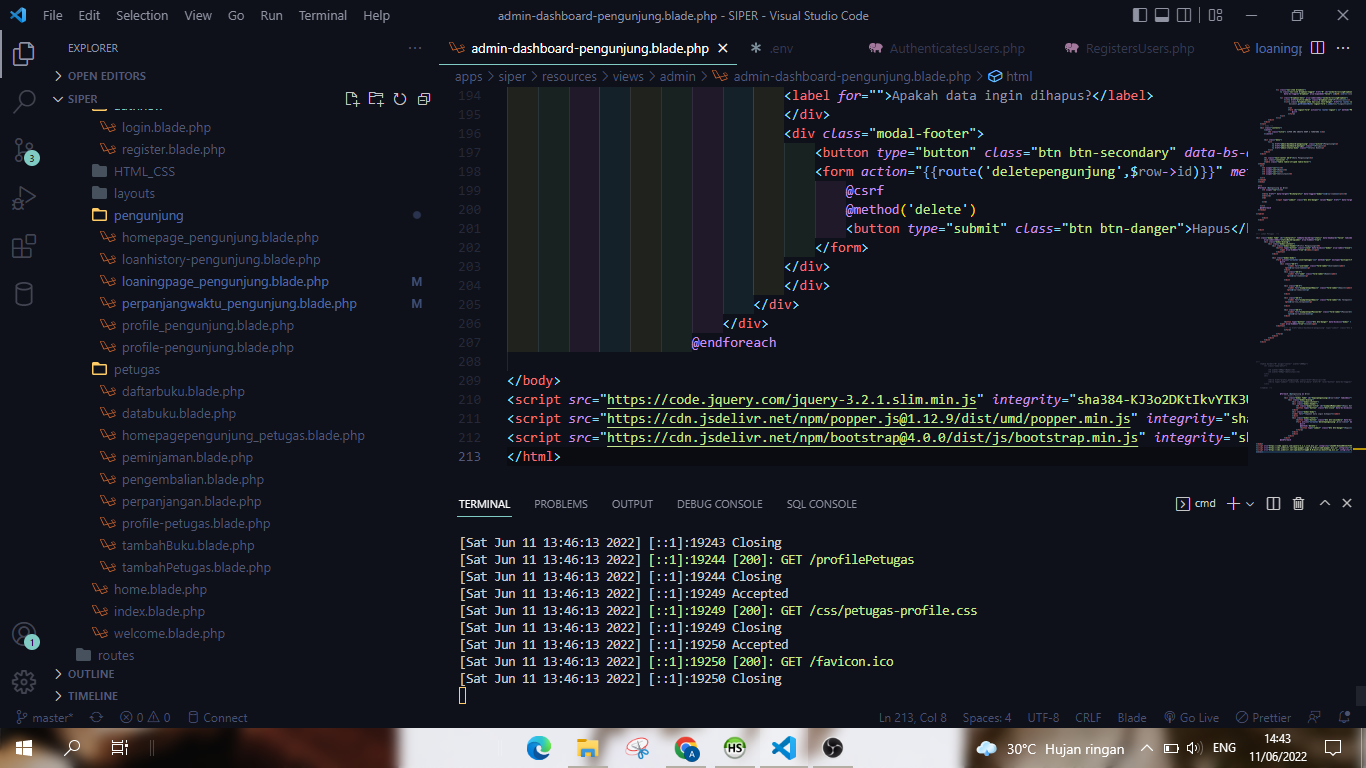 File Edit Selection View Go Run Terminal Help
admin-dashboard-pengunjung.blade.php - SIPER - Visual Studio Code
EXPLORER
OPEN EDITORS
SIPER
login.blade.php
register.blade.php
HTML_CSS
layouts
pengunjung
homepage_pengunjung.blade.php
loanhistory-pengunjung.blade.php
loaningpage_pengunjung.blade.php M
perpanjangwaktu_pengunjung.blade.php M
profile_pengunjung.blade.php
profile-pengunjung.blade.php
petugas
daftarbuku.blade.php
databuku.blade.php
homepagepengunjung_petugas.blade.php
peminjaman.blade.php
pengembalian.blade.php
perpanjangan.blade.php
profile-petugas.blade.php
tambahBuku.blade.php
tambahPetugas.blade.php
home.blade.php
index.blade.php
welcome.blade.php
routes
OUTLINE
TIMELINE
3
1
admin-dashboard-pengunjung.blade.php .env AuthenticatesUsers.php RegistersUsers.php loaningp
apps > siper > resources > views > admin > admin-dashboard-pengunjung.blade.php > html
194 <label for="">Apakah data ingin dihapus?</label>
195 </div>
196 <div class="modal-footer">
197 <button type="button" class="btn btn-secondary" data-bs-
198 <form action="{{route('deletepengunjung',$row->id)}}" me
199 @csrf
200 @method('delete')
201 <button type="submit" class="btn btn-danger">Hapus</
202 </form>
203 </div>
204 </div>
205 </div>
206 </div>
207 @endforeach
208
209 </body>
210 <script src="https://code.jquery.com/jquery-3.2.1.slim.min.js" integrity="sha384-KJ3o2DKtIkvYIK3U
211 <script src="https://cdn.jsdelivr.net/npm/popper.js@1.12.9/dist/umd/popper.min.js" integrity="sha
212 <script src="https://cdn.jsdelivr.net/npm/bootstrap@4.0.0/dist/js/bootstrap.min.js" integrity="sh
213 </html>
TERMINAL PROBLEMS OUTPUT DEBUG CONSOLE SQL CONSOLE
cmd
[Sat Jun 11 13:46:13 2022] [::1]:19243 Closing
[Sat Jun 11 13:46:13 2022] [::1]:19244 [200]: GET /profilePetugas
[Sat Jun 11 13:46:13 2022] [::1]:19244 Closing
[Sat Jun 11 13:46:13 2022] [::1]:19249 Accepted
[Sat Jun 11 13:46:13 2022] [::1]:19249 [200]: GET /css/petugas-profile.css
[Sat Jun 11 13:46:13 2022] [::1]:19249 Closing
[Sat Jun 11 13:46:13 2022] [::1]:19250 Accepted
[Sat Jun 11 13:46:13 2022] [::1]:19250 [200]: GET /favicon.ico
[Sat Jun 11 13:46:13 2022] [::1]:19250 Closing
master* 0 0 Connect
Ln 213, Col 8 Spaces: 4 UTF-8 CRLF Blade Go Live Prettier
HS
30°C Hujan ringan ENG
14:43
11/06/2022